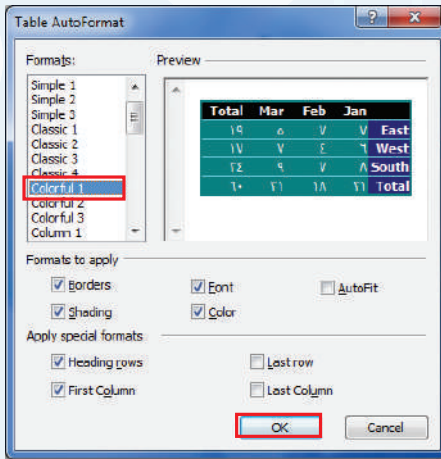 Table AutoFormat
Formats:
Simple 1
Simple 2
Simple 3
Classic 1
Classic 2
Classic 3
Classic 4
Colorful 1
Colorful 2
Colorful 3
Column 1
Preview
Total Mar Feb Jan
١٩ ٥ ٧ ٧ East
١٧ ٧ ٤ ٦ West
٢٤ ٩ ٧ ٨ South
٦٠ ٢١ ١٨ ٢١ Total
Formats to apply
Borders Font AutoFit
Shading Color
Apply special formats
Heading rows Last row
First Column Last Column
OK Cancel